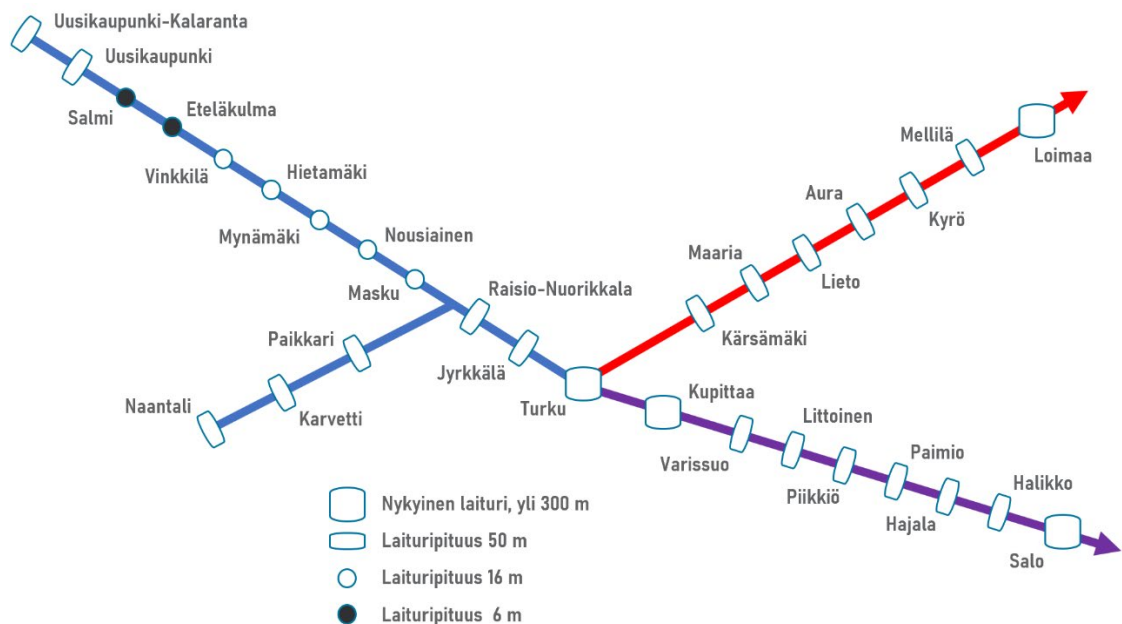 Uusikaupunki-Kalaranta
Uusikaupunki
Salmi
Eteläkulma
Vinkkilä
Hietamäki
Mynämäki
Nousiainen
Masku
Raisio-Nuorikkala
Jyrkkälä
Paikkari
Karvetti
Naantali
Turku
Mellilä
Loimaa
Aura
Kyrö
Maaria
Lieto
Kärsämäki
Kupittaa
Varissuo
Littoinen
Piikkiö
Paimio
Hajala
Halikko
Salo
Nykyinen laituri, yli 300 m
Laituripituus 50 m
Laituripituus 16 m
Laituripituus 6 m